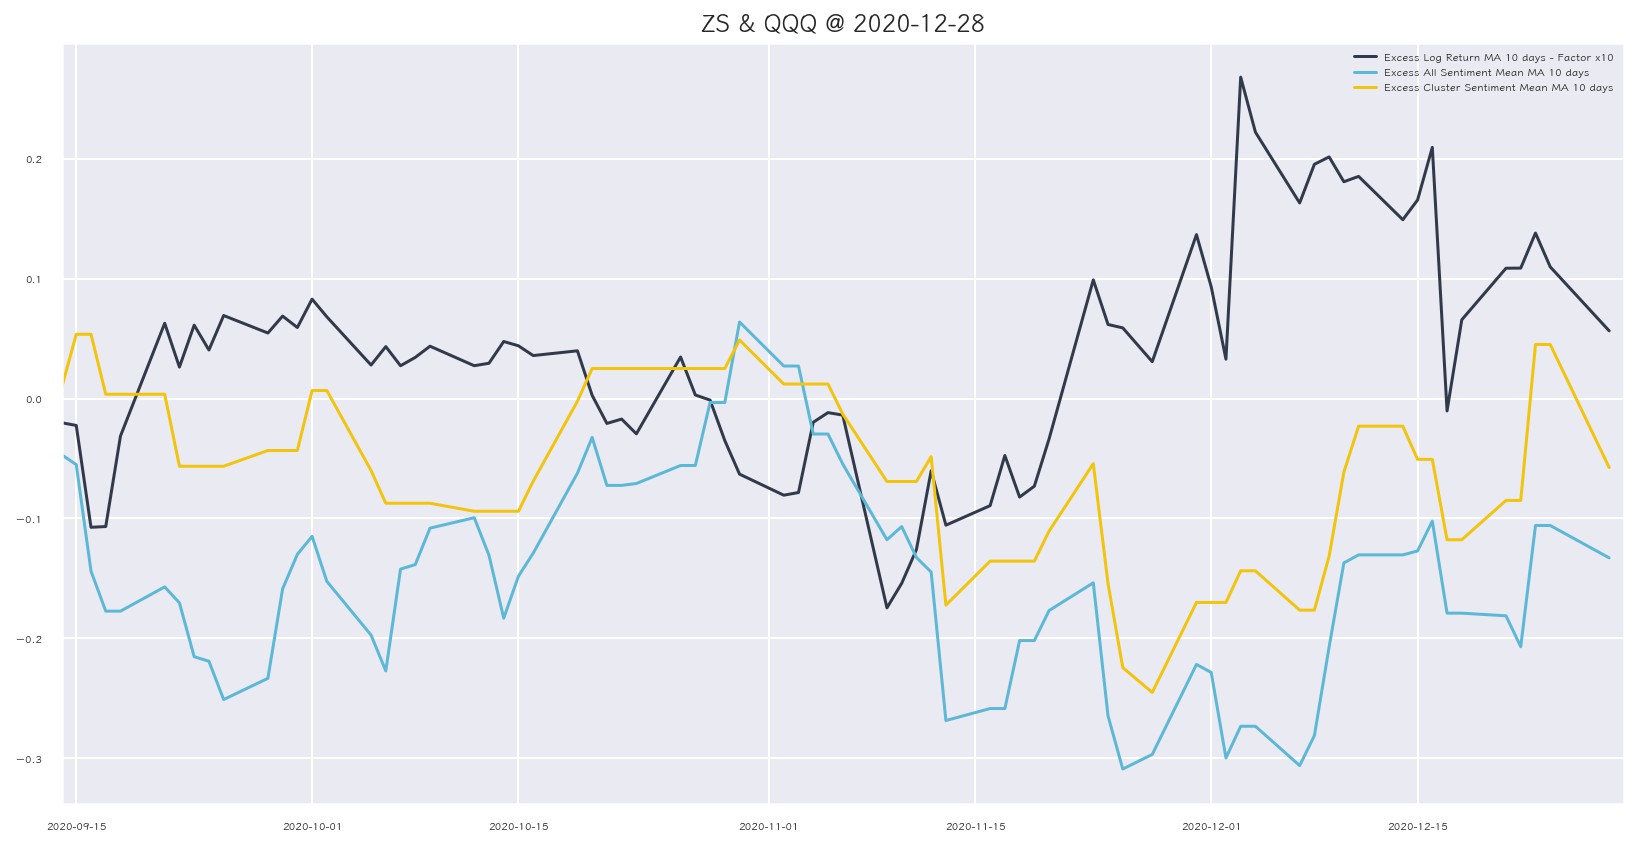 ZS & QQQ @ 2020-12-28
Excess Log Return MA 10 days - Factor x10
Excess All Sentiment Mean MA 10 days
Excess Cluster Sentiment Mean MA 10 days
0.2
0.1
0.0
−0.1
−0.2
−0.3
2020-09-15 2020-10-01 2020-10-15 2020-11-01 2020-11-15 2020-12-01 2020-12-15